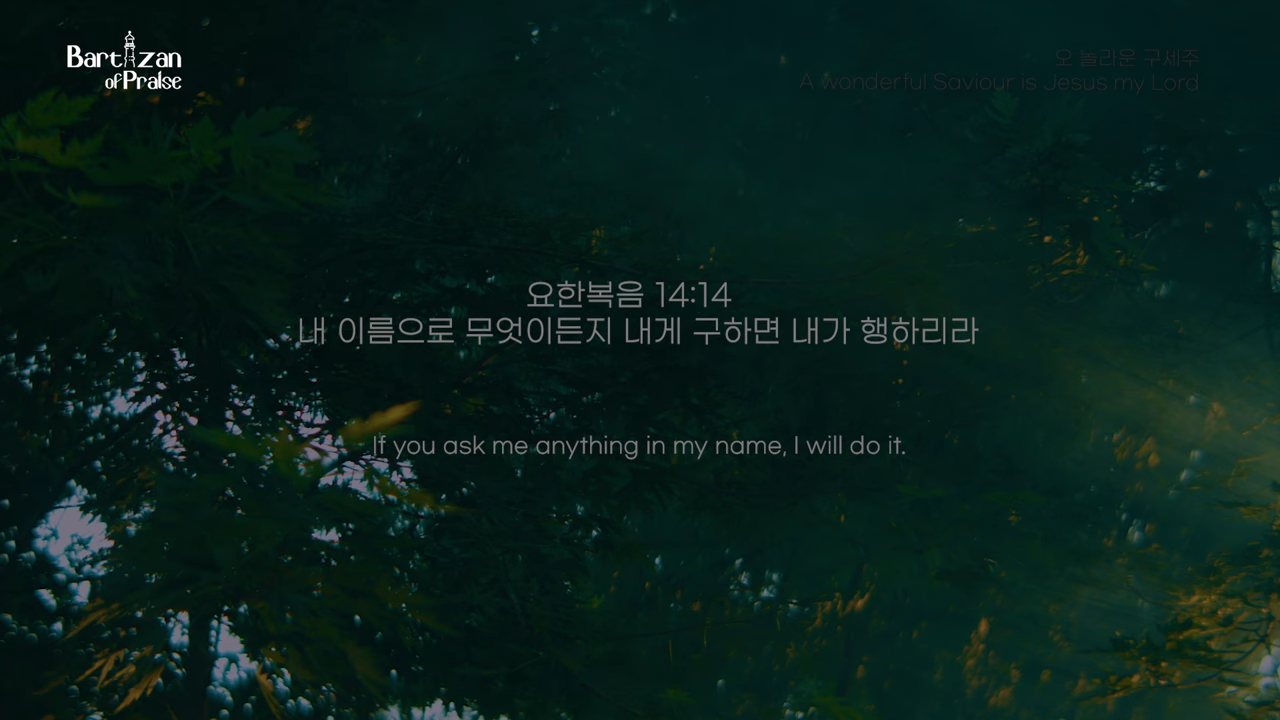 Bartizan
of Praise
오 놀라운 구세주
A wonderful Saviour is Jesus my Lord
요한복음 14:14
내 이름으로 무엇이든지 내게 구하면 내가 행하리라
If you ask me anything in my name, I will do it.